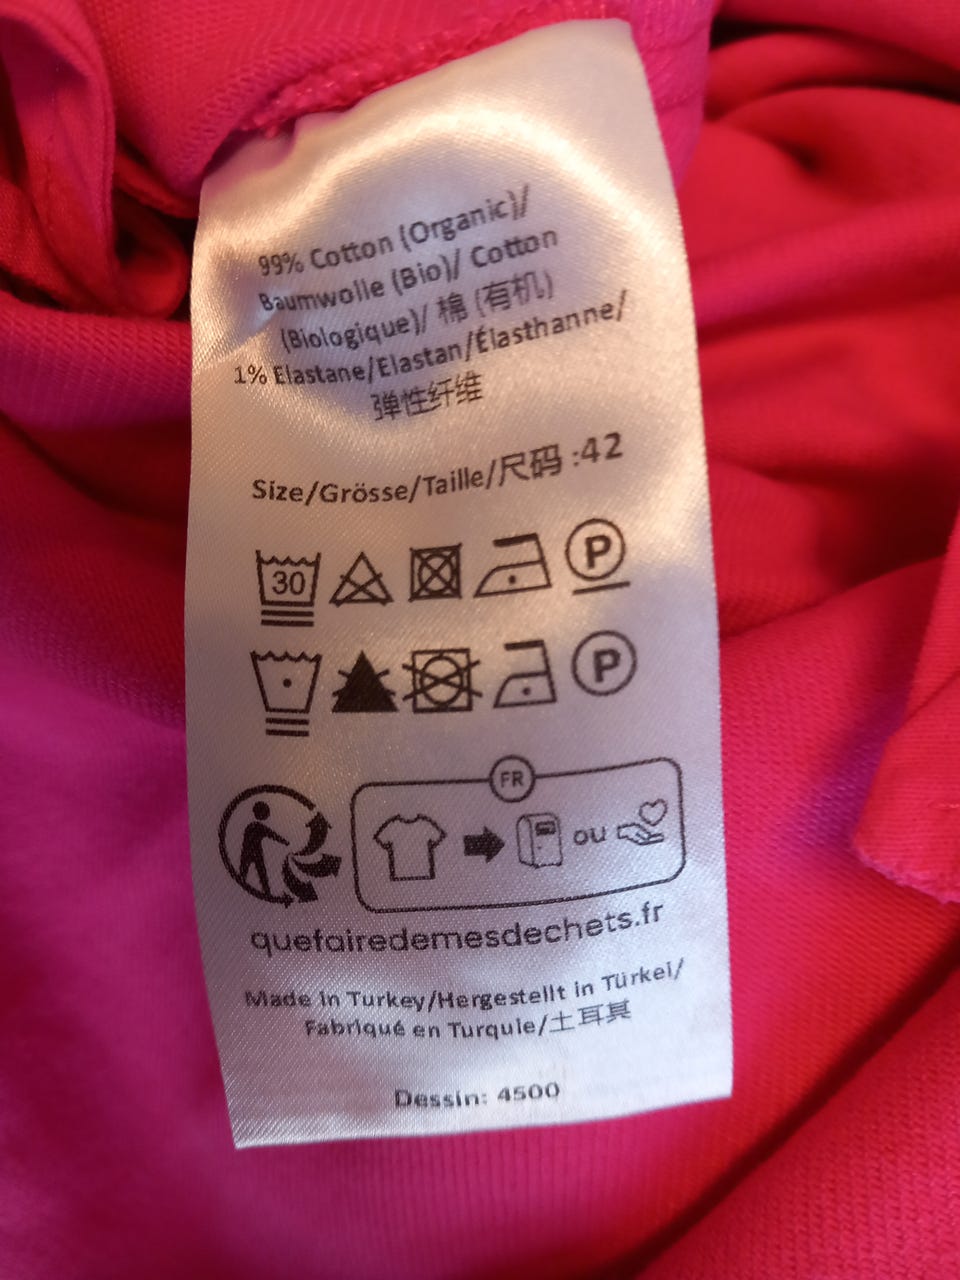 99% Cotton (Organic)/
Baumwolle (Bio)/ Cotton
(Biologique)/ 棉 (有机)
1% Elastane/Elastan/Élasthanne/
弹性纤维
Size/Grösse/Taille/尺码 :42
30 P
P
FR
ou
quefairedemesdechets.fr
Made in Turkey/Hergestellt in Türkei/
Fabriqué en Turquie/土耳其
Dessin: 4500